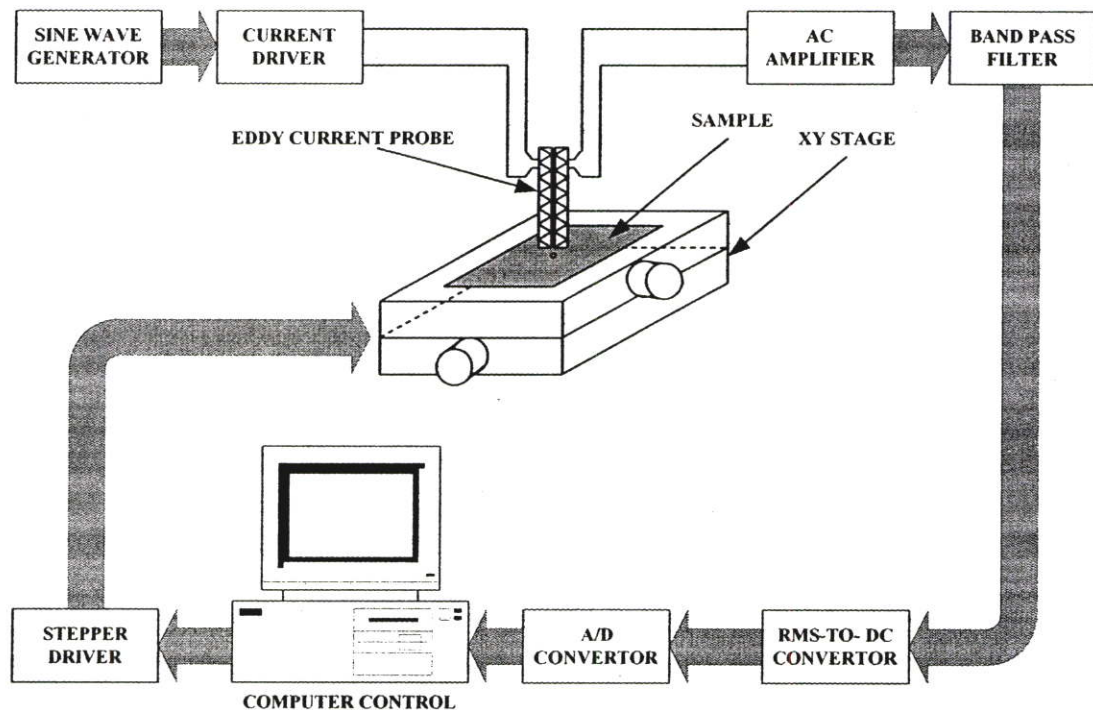 SINE WAVE
GENERATOR
CURRENT
DRIVER
AC
AMPLIFIER
BAND PASS
FILTER
EDDY CURRENT PROBE
SAMPLE
XY STAGE
STEPPER
DRIVER
COMPUTER CONTROL
A/D
CONVERTOR
RMS-TO- DC
CONVERTOR